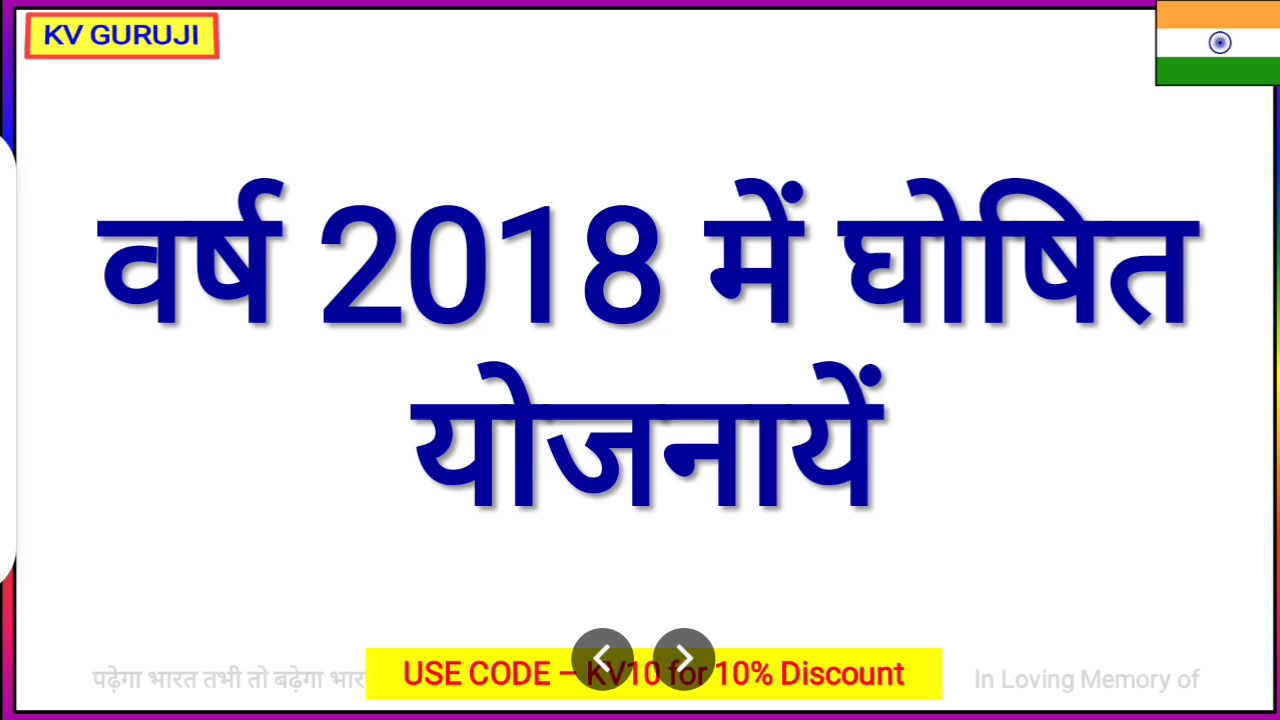 KV GURUJI
वर्ष 2018 में घोषित
योजनायें
पढ़ेगा भारत तभी तो बढ़ेगा भार
USE CODE – KV10 for 10% Discount
In Loving Memory of